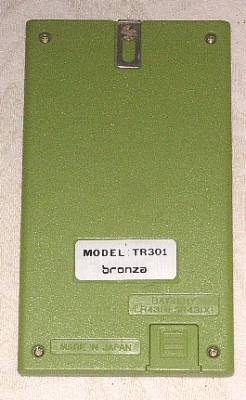 MODEL: TR301
bronza
BATTERY
MADE IN JAPAN